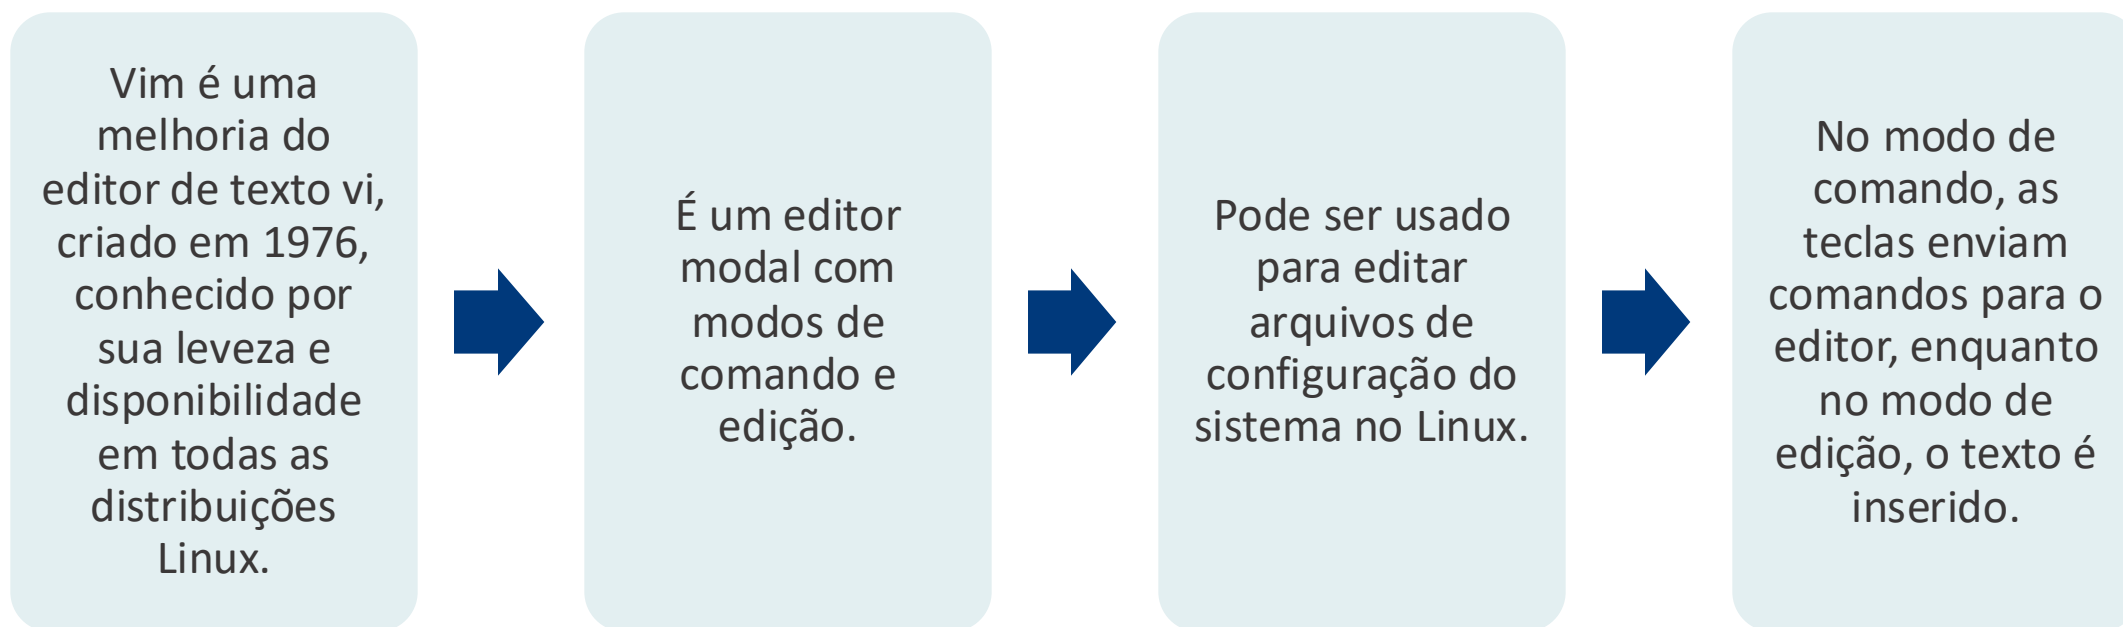 Vim é uma
melhoria do
editor de texto vi,
criado em 1976,
conhecido por
sua leveza e
disponibilidade
em todas as
distribuições
Linux.
É um editor
modal com
modos de
comando e
edição.
Pode ser usado
para editar
arquivos de
configuração do
sistema no Linux.
No modo de
comando, as
teclas enviam
comandos para o
editor, enquanto
no modo de
edição, o texto é
inserido.